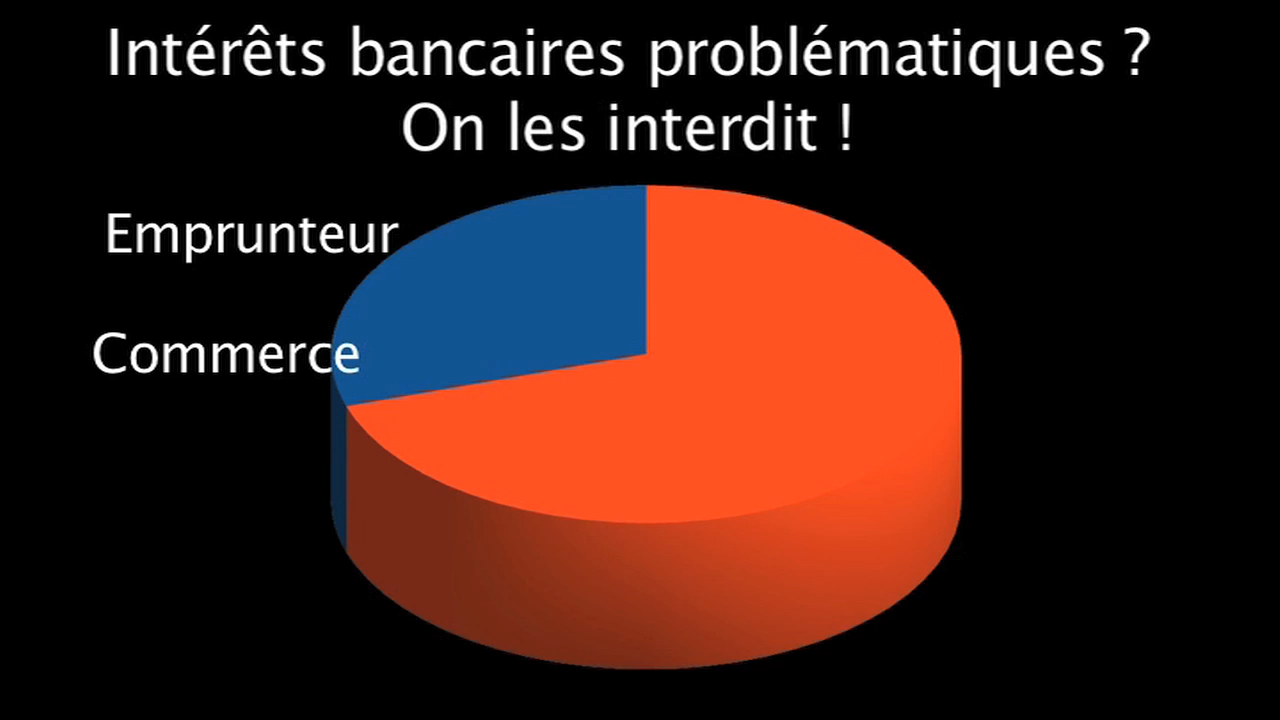 Intérêts bancaires problématiques ?
On les interdit !
Emprunteur
Commerce